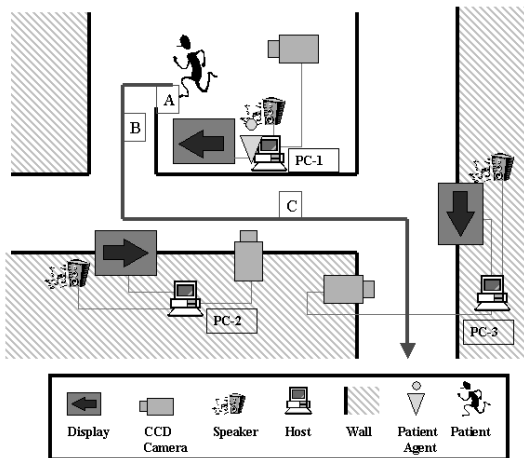 A
B
PC-1
C
PC-2
PC-3
Display
CCD
Camera
Speaker
Host
Wall
Patient
Agent
Patient